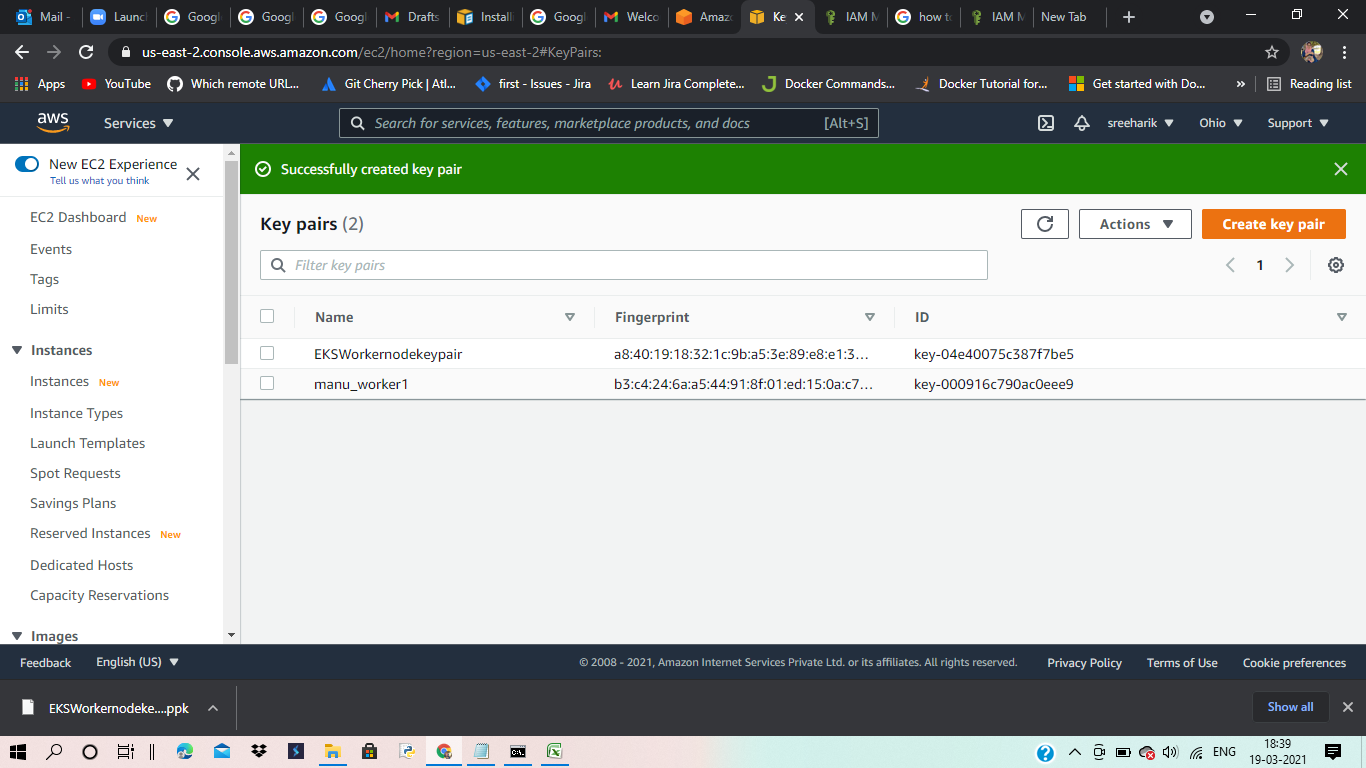 Mail -
Launc
Googl
Googl
Googl
Drafts
Install
Googl
Welco
Amazo
Ke
IAM M
how to
IAM M
New Tab
us-east-2.console.aws.amazon.com/ec2/home?region=us-east-2#KeyPairs:
Apps
YouTube
Which remote URL...
Git Cherry Pick | Atl...
first - Issues - Jira
Learn Jira Complete...
Docker Commands...
Docker Tutorial for...
Get started with Do...
»
Reading list
aws
Services
Search for services, features, marketplace products, and docs
[Alt+S]
sreeharik
Ohio
Support
New EC2 Experience
Tell us what you think
EC2 Dashboard New
Events
Tags
Limits
Instances
Instances New
Instance Types
Launch Templates
Spot Requests
Savings Plans
Reserved Instances New
Dedicated Hosts
Capacity Reservations
Images
Successfully created key pair
Key pairs (2)
Actions
Create key pair
Filter key pairs
1
Name
Fingerprint
ID
EKSWorkernodekeypair
a8:40:19:18:32:1c:9b:a5:3e:89:e8:e1:3...
key-04e40075c387f7be5
manu_worker1
b3:c4:24:6a:a5:44:91:8f:01:ed:15:0a:c7...
key-000916c790ac0eee9
Feedback
English (US)
© 2008 - 2021, Amazon Internet Services Private Ltd. or its affiliates. All rights reserved.
Privacy Policy
Terms of Use
Cookie preferences
EKSWorkernodeke....ppk
Show all
ENG
18:39
19-03-2021